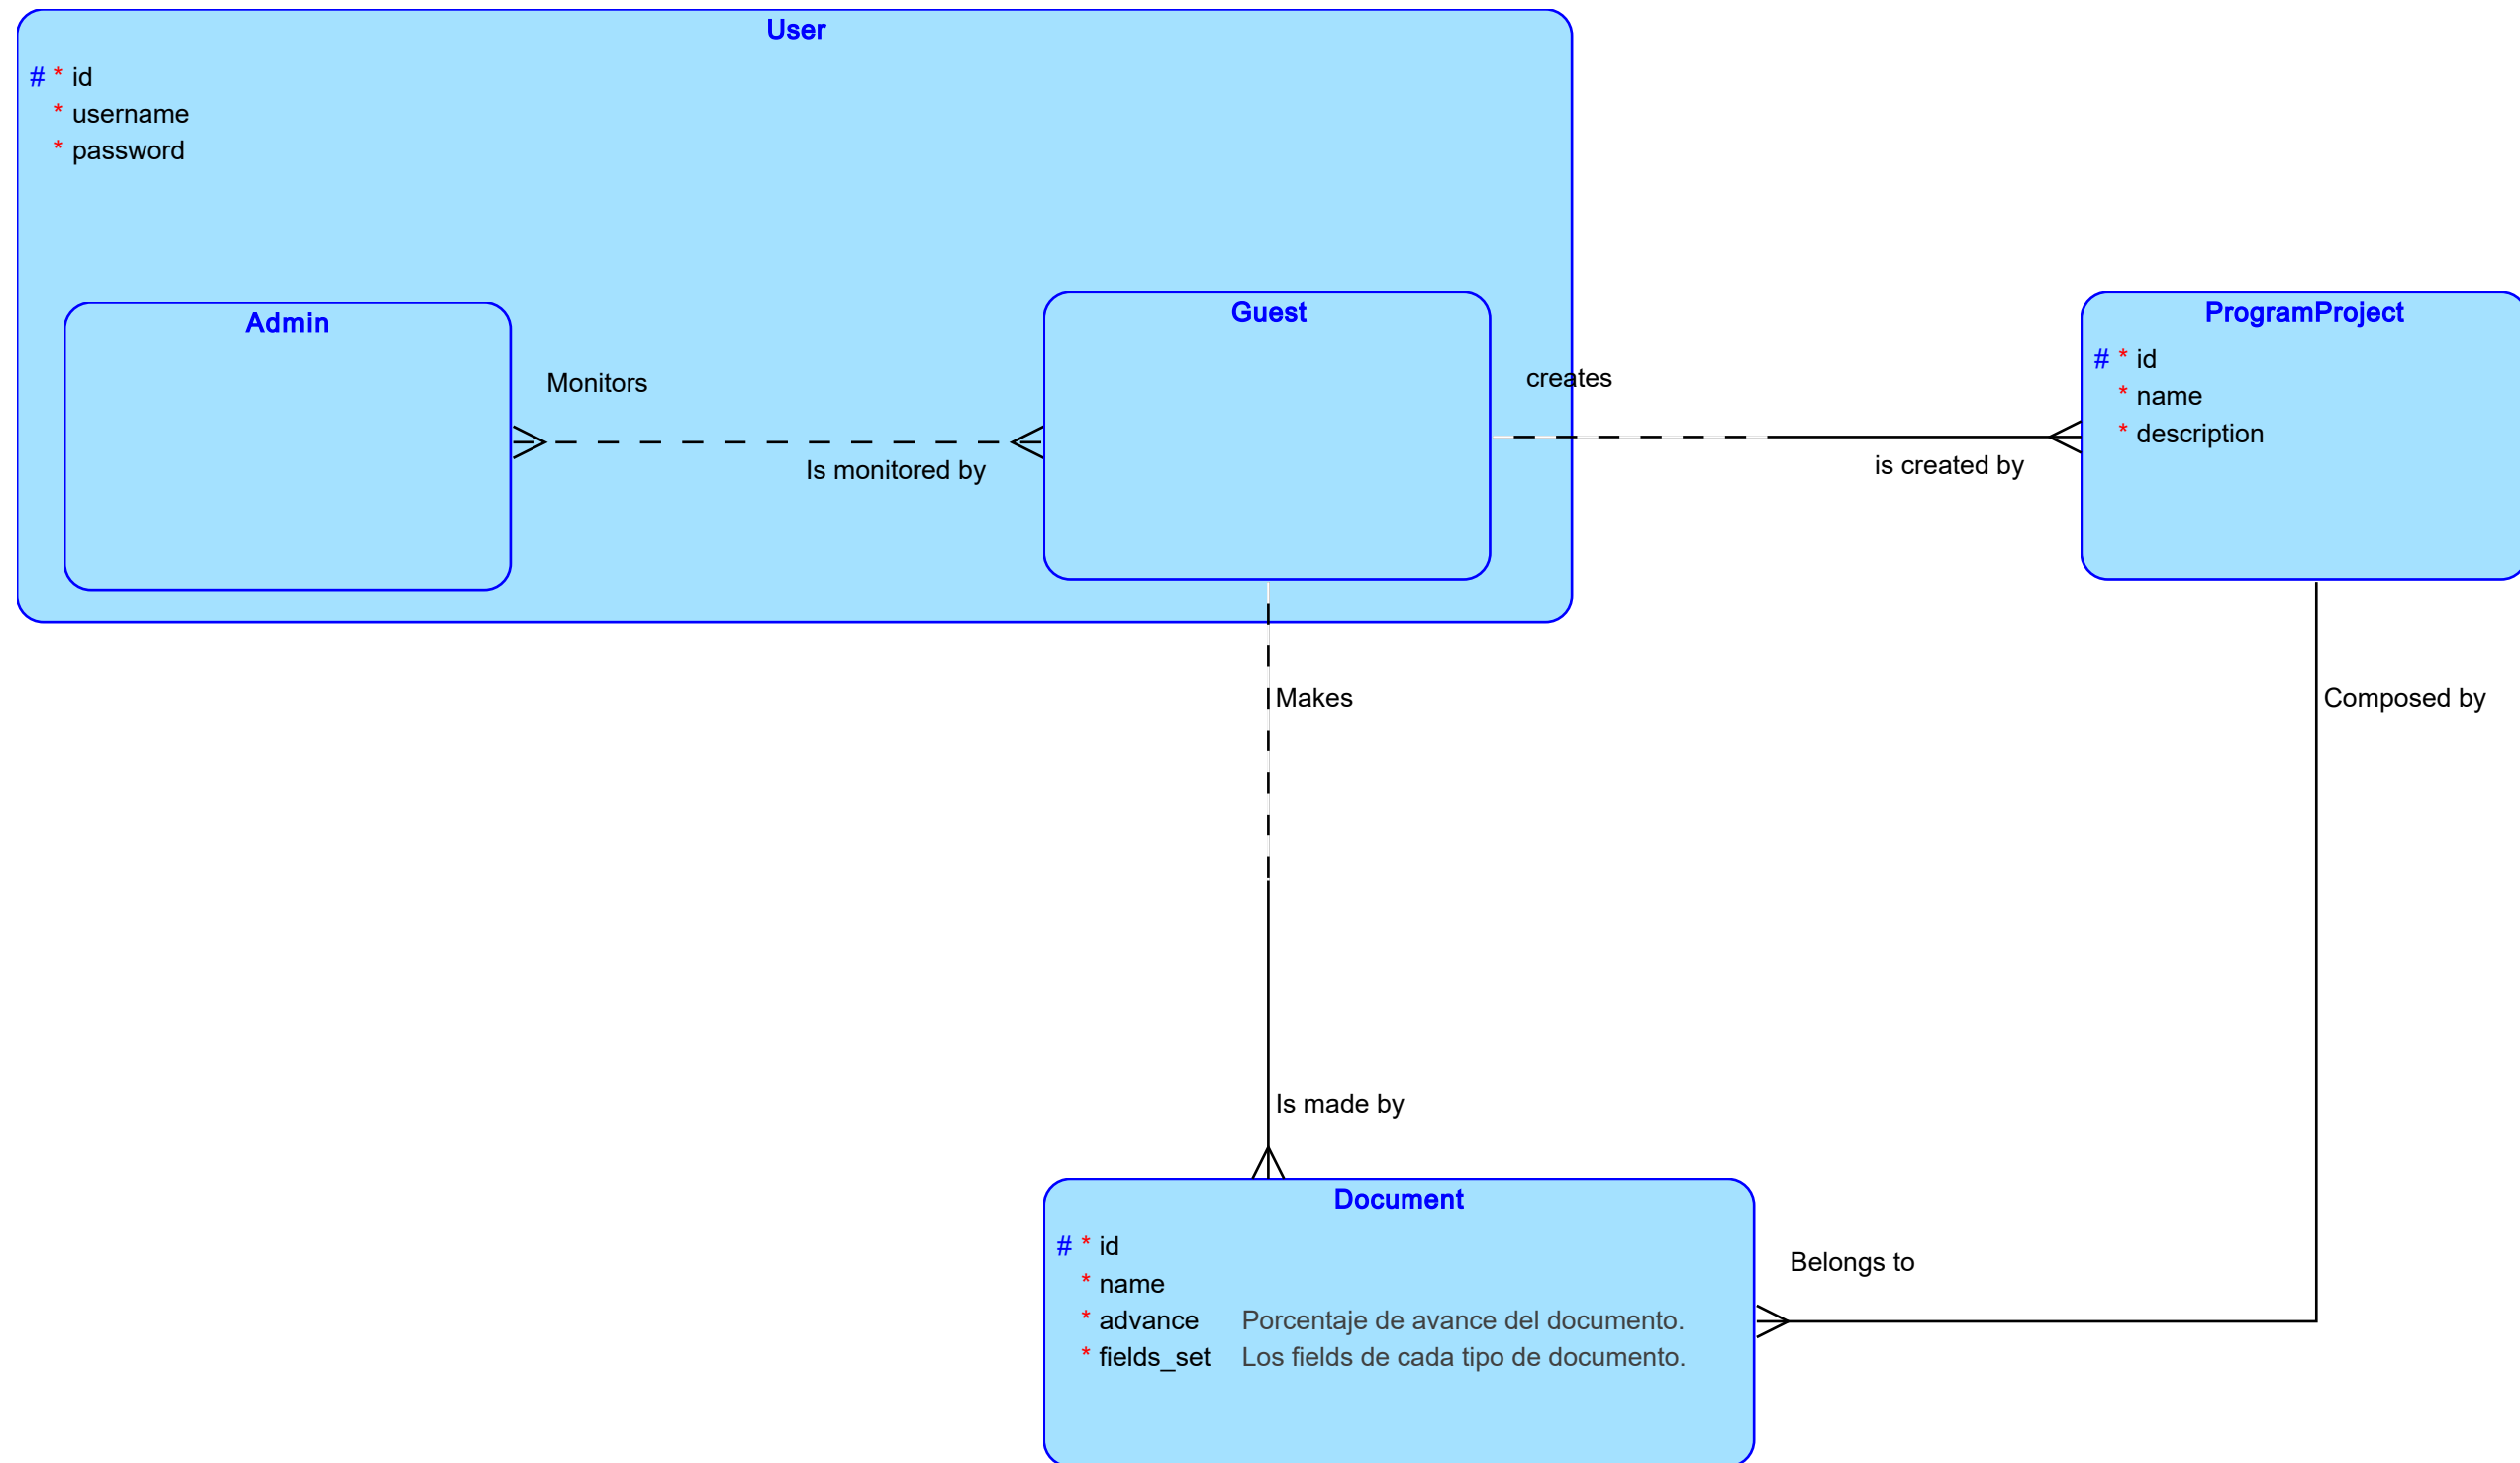 User
# * id
* username
* password
Admin
Guest
ProgramProject
# * id
* name
* description
Monitors
Is monitored by
creates
is created by
Makes
Composed by
Is made by
Document
# * id
* name
* advance Porcentaje de avance del documento.
* fields_set Los fields de cada tipo de documento.
Belongs to